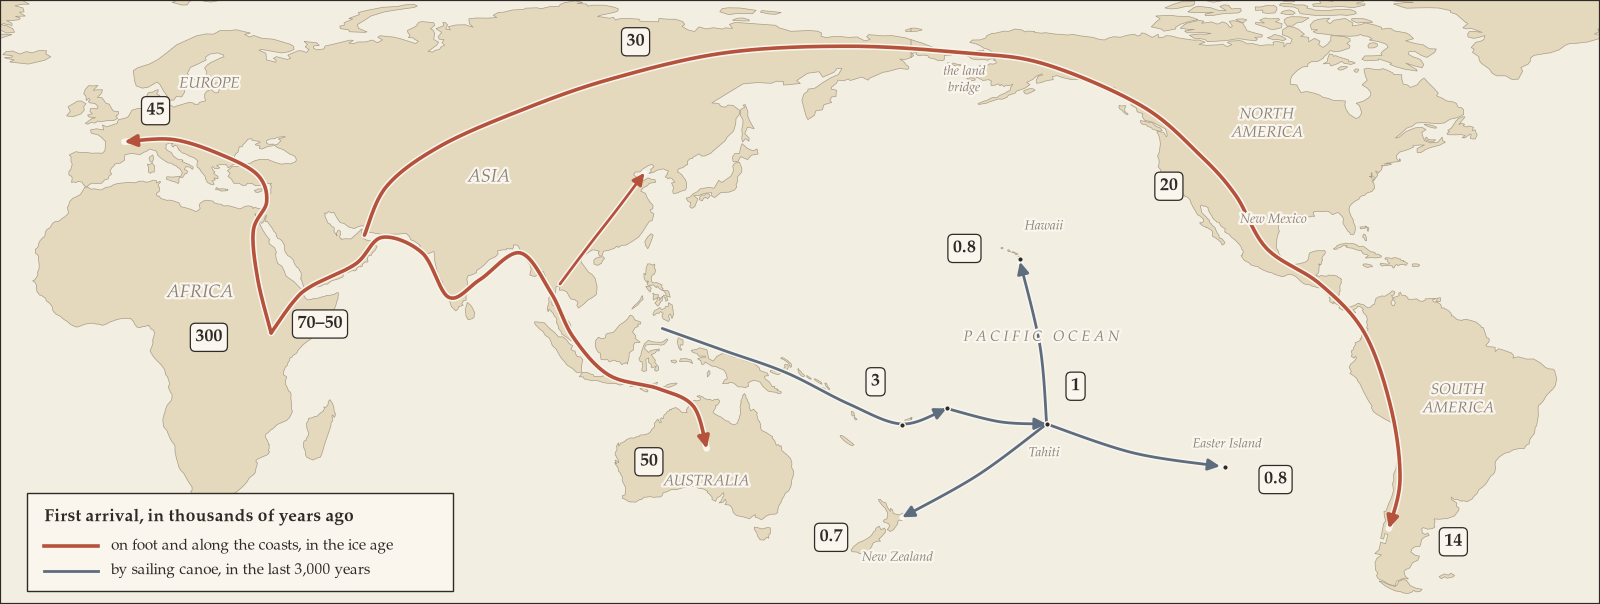 30
the land
bridge
EUROPE
45
NORTH
AMERICA
ASIA
20
New Mexico
Hawaii
0.8
AFRICA
300
70–50
PACIFIC OCEAN
3
1
SOUTH
AMERICA
Tahiti
Easter Island
0.8
50
AUSTRALIA
0.7
New Zealand
14
First arrival, in thousands of years ago
on foot and along the coasts, in the ice age
by sailing canoe, in the last 3,000 years